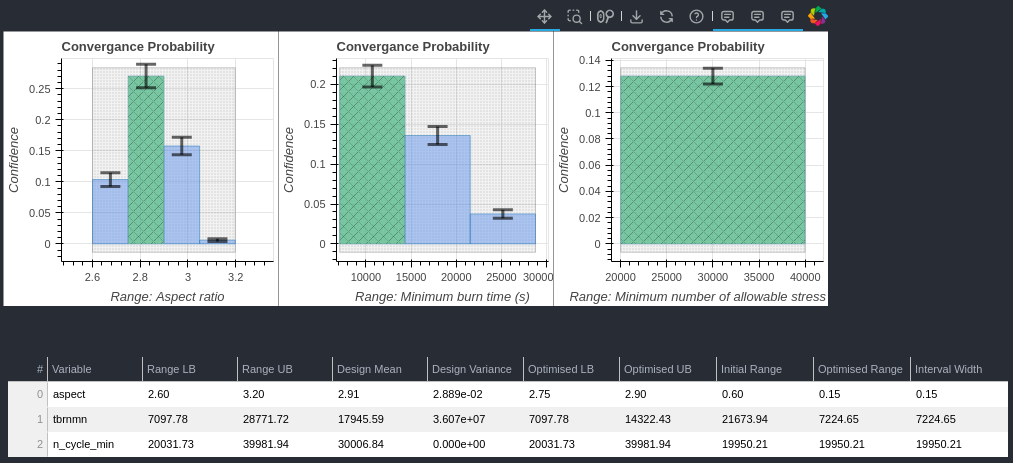 Convergance Probability
Convergance Probability
Convergance Probability
Confidence
0.25
0.2
0.15
0.1
0.05
0
2.6
2.8
3
3.2
Range: Aspect ratio
Confidence
0.2
0.15
0.1
0.05
0
10000
15000
20000
25000
30000
Range: Minimum burn time (s)
Confidence
0.14
0.12
0.1
0.08
0.06
0.04
0.02
0
20000
25000
30000
35000
40000
Range: Minimum number of allowable stress
# Variable Range LB Range UB Design Mean Design Variance Optimised LB Optimised UB Initial Range Optimised Range Interval Width
0 aspect 2.60 3.20 2.91 2.889e-02 2.75 2.90 0.60 0.15 0.15
1 tbrnmn 7097.78 28771.72 17945.59 3.607e+07 7097.78 14322.43 21673.94 7224.65 7224.65
2 n_cycle_min 20031.73 39981.94 30006.84 0.000e+00 20031.73 39981.94 19950.21 19950.21 19950.21